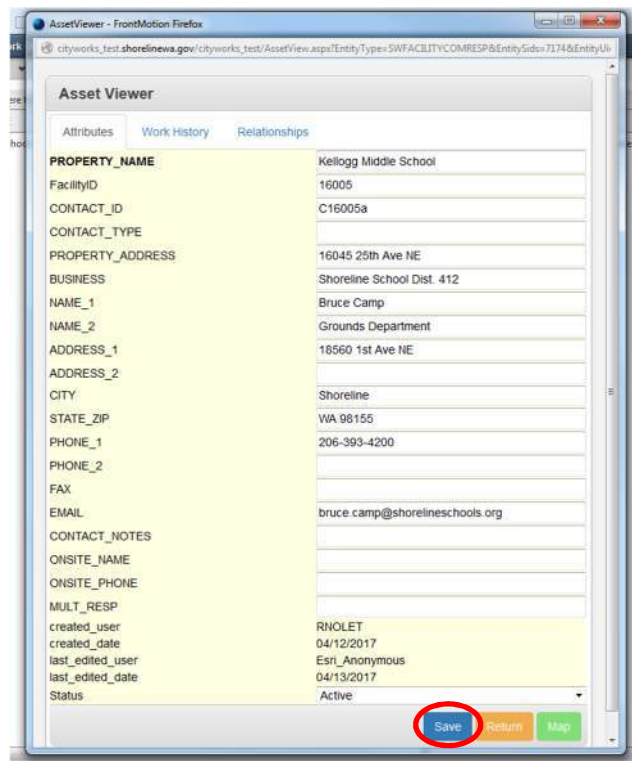 AssetViewer - FrontMotion Firefox
cityworks_test.shorelinewa.gov/cityworks_test/AssetView.aspx?EntityType=SWFACILITYCOMRESP&EntitySids=7174&EntityUi
Asset Viewer
Attributes Work History Relationships
PROPERTY_NAME Kellogg Middle School
FacilityID 16005
CONTACT_ID C16005a
CONTACT_TYPE
PROPERTY_ADDRESS 16045 25th Ave NE
BUSINESS Shoreline School Dist. 412
NAME_1 Bruce Camp
NAME_2 Grounds Department
ADDRESS_1 18560 1st Ave NE
ADDRESS_2
CITY Shoreline
STATE_ZIP WA 98155
PHONE_1 206-393-4200
PHONE_2
FAX
EMAIL bruce.camp@shorelineschools.org
CONTACT_NOTES
ONSITE_NAME
ONSITE_PHONE
MULT_RESP
created_user RNOLET
created_date 04/12/2017
last_edited_user Esri_Anonymous
last_edited_date 04/13/2017
Status Active
Save Return Map